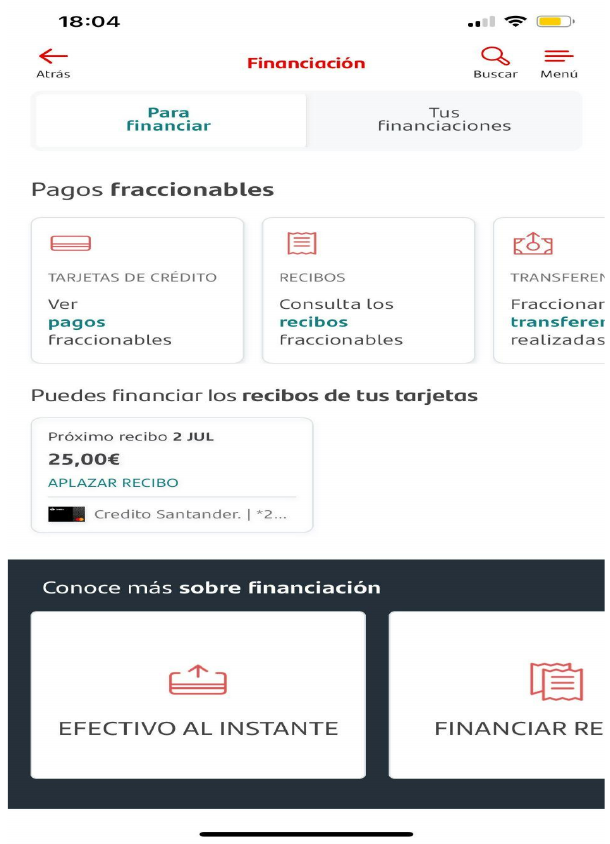 18:04
Atrás
Financiación
Buscar
Menú
Para
financiar
Tus
financiaciones
Pagos fraccionables
TARJETAS DE CRÉDITO
Ver
pagos
fraccionables
RECIBOS
Consulta los
recibos
fraccionables
TRANSFEREN
Fraccionar
transferen
realizadas
Puedes financiar los recibos de tus tarjetas
Próximo recibo 2 JUL
25,00€
APLAZAR RECIBO
Credito Santander. | *2...
Conoce más sobre financiación
EFECTIVO AL INSTANTE
FINANCIAR RE